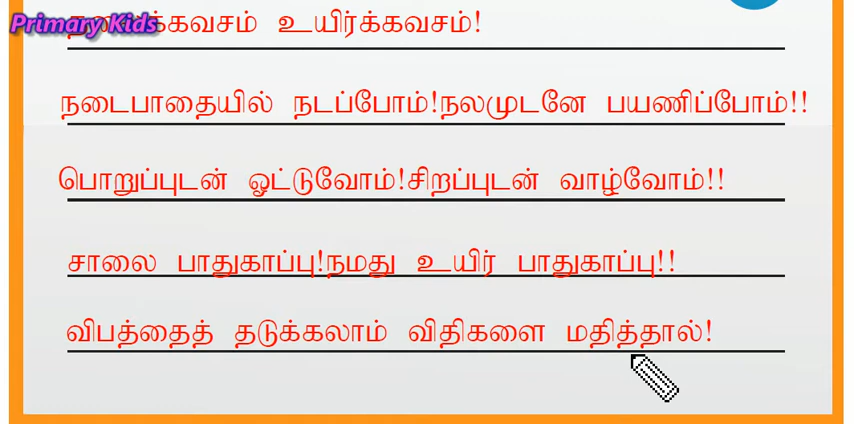 Primary Kids
தலைக்கவசம் உயிர்க்கவசம்!
நடைபாதையில் நடப்போம்!நலமுடனே பயணிப்போம்!!
பொறுப்புடன் ஓட்டுவோம்!சிறப்புடன் வாழ்வோம்!!
சாலை பாதுகாப்பு!நமது உயிர் பாதுகாப்பு!!
விபத்தைத் தடுக்கலாம் விதிகளை மதித்தால்!